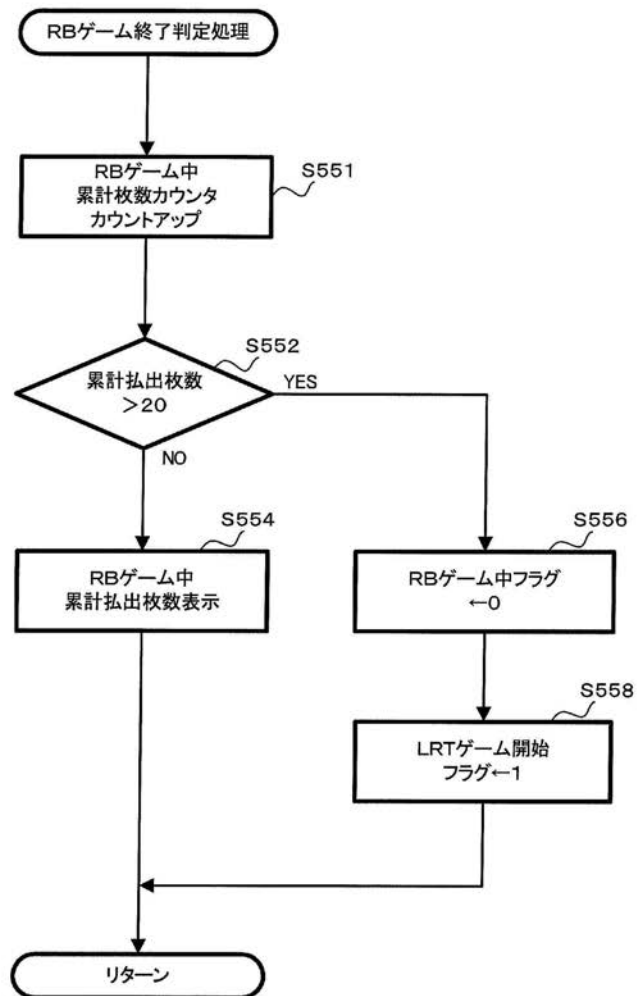 RBゲーム終了判定処理
S551
RBゲーム中
累計枚数カウンタ
カウントアップ
S552
累計払出枚数
>20
YES
NO
S554
RBゲーム中
累計払出枚数表示
S556
RBゲーム中フラグ
←0
S558
LRTゲーム開始
フラグ←1
リターン